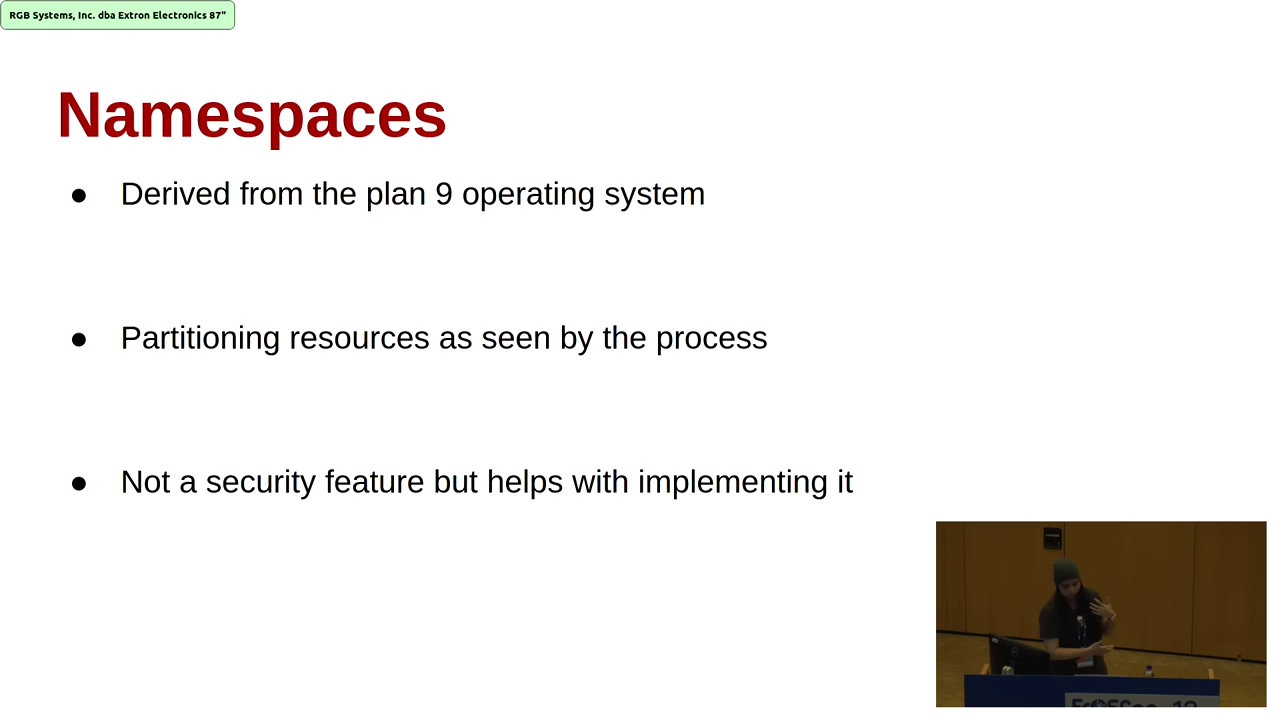 RGB Systems, Inc. dba Extron Electronics 87"
Namespaces
● Derived from the plan 9 operating system
● Partitioning resources as seen by the process
● Not a security feature but helps with implementing it